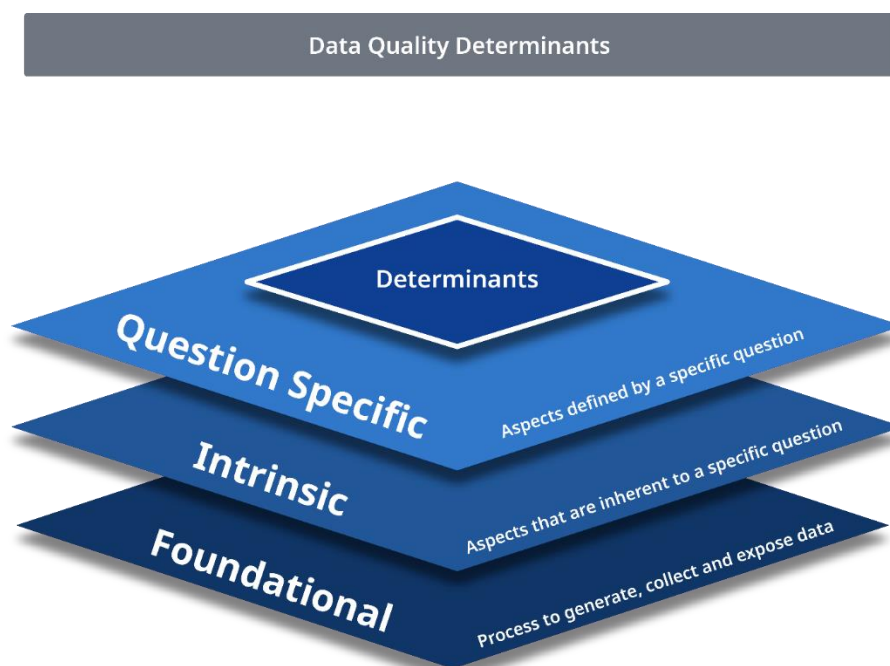 Data Quality Determinants
Determinants
Question Specific
Aspects defined by a specific question
Intrinsic
Aspects that are inherent to a specific question
Foundational
Process to generate, collect and expose data